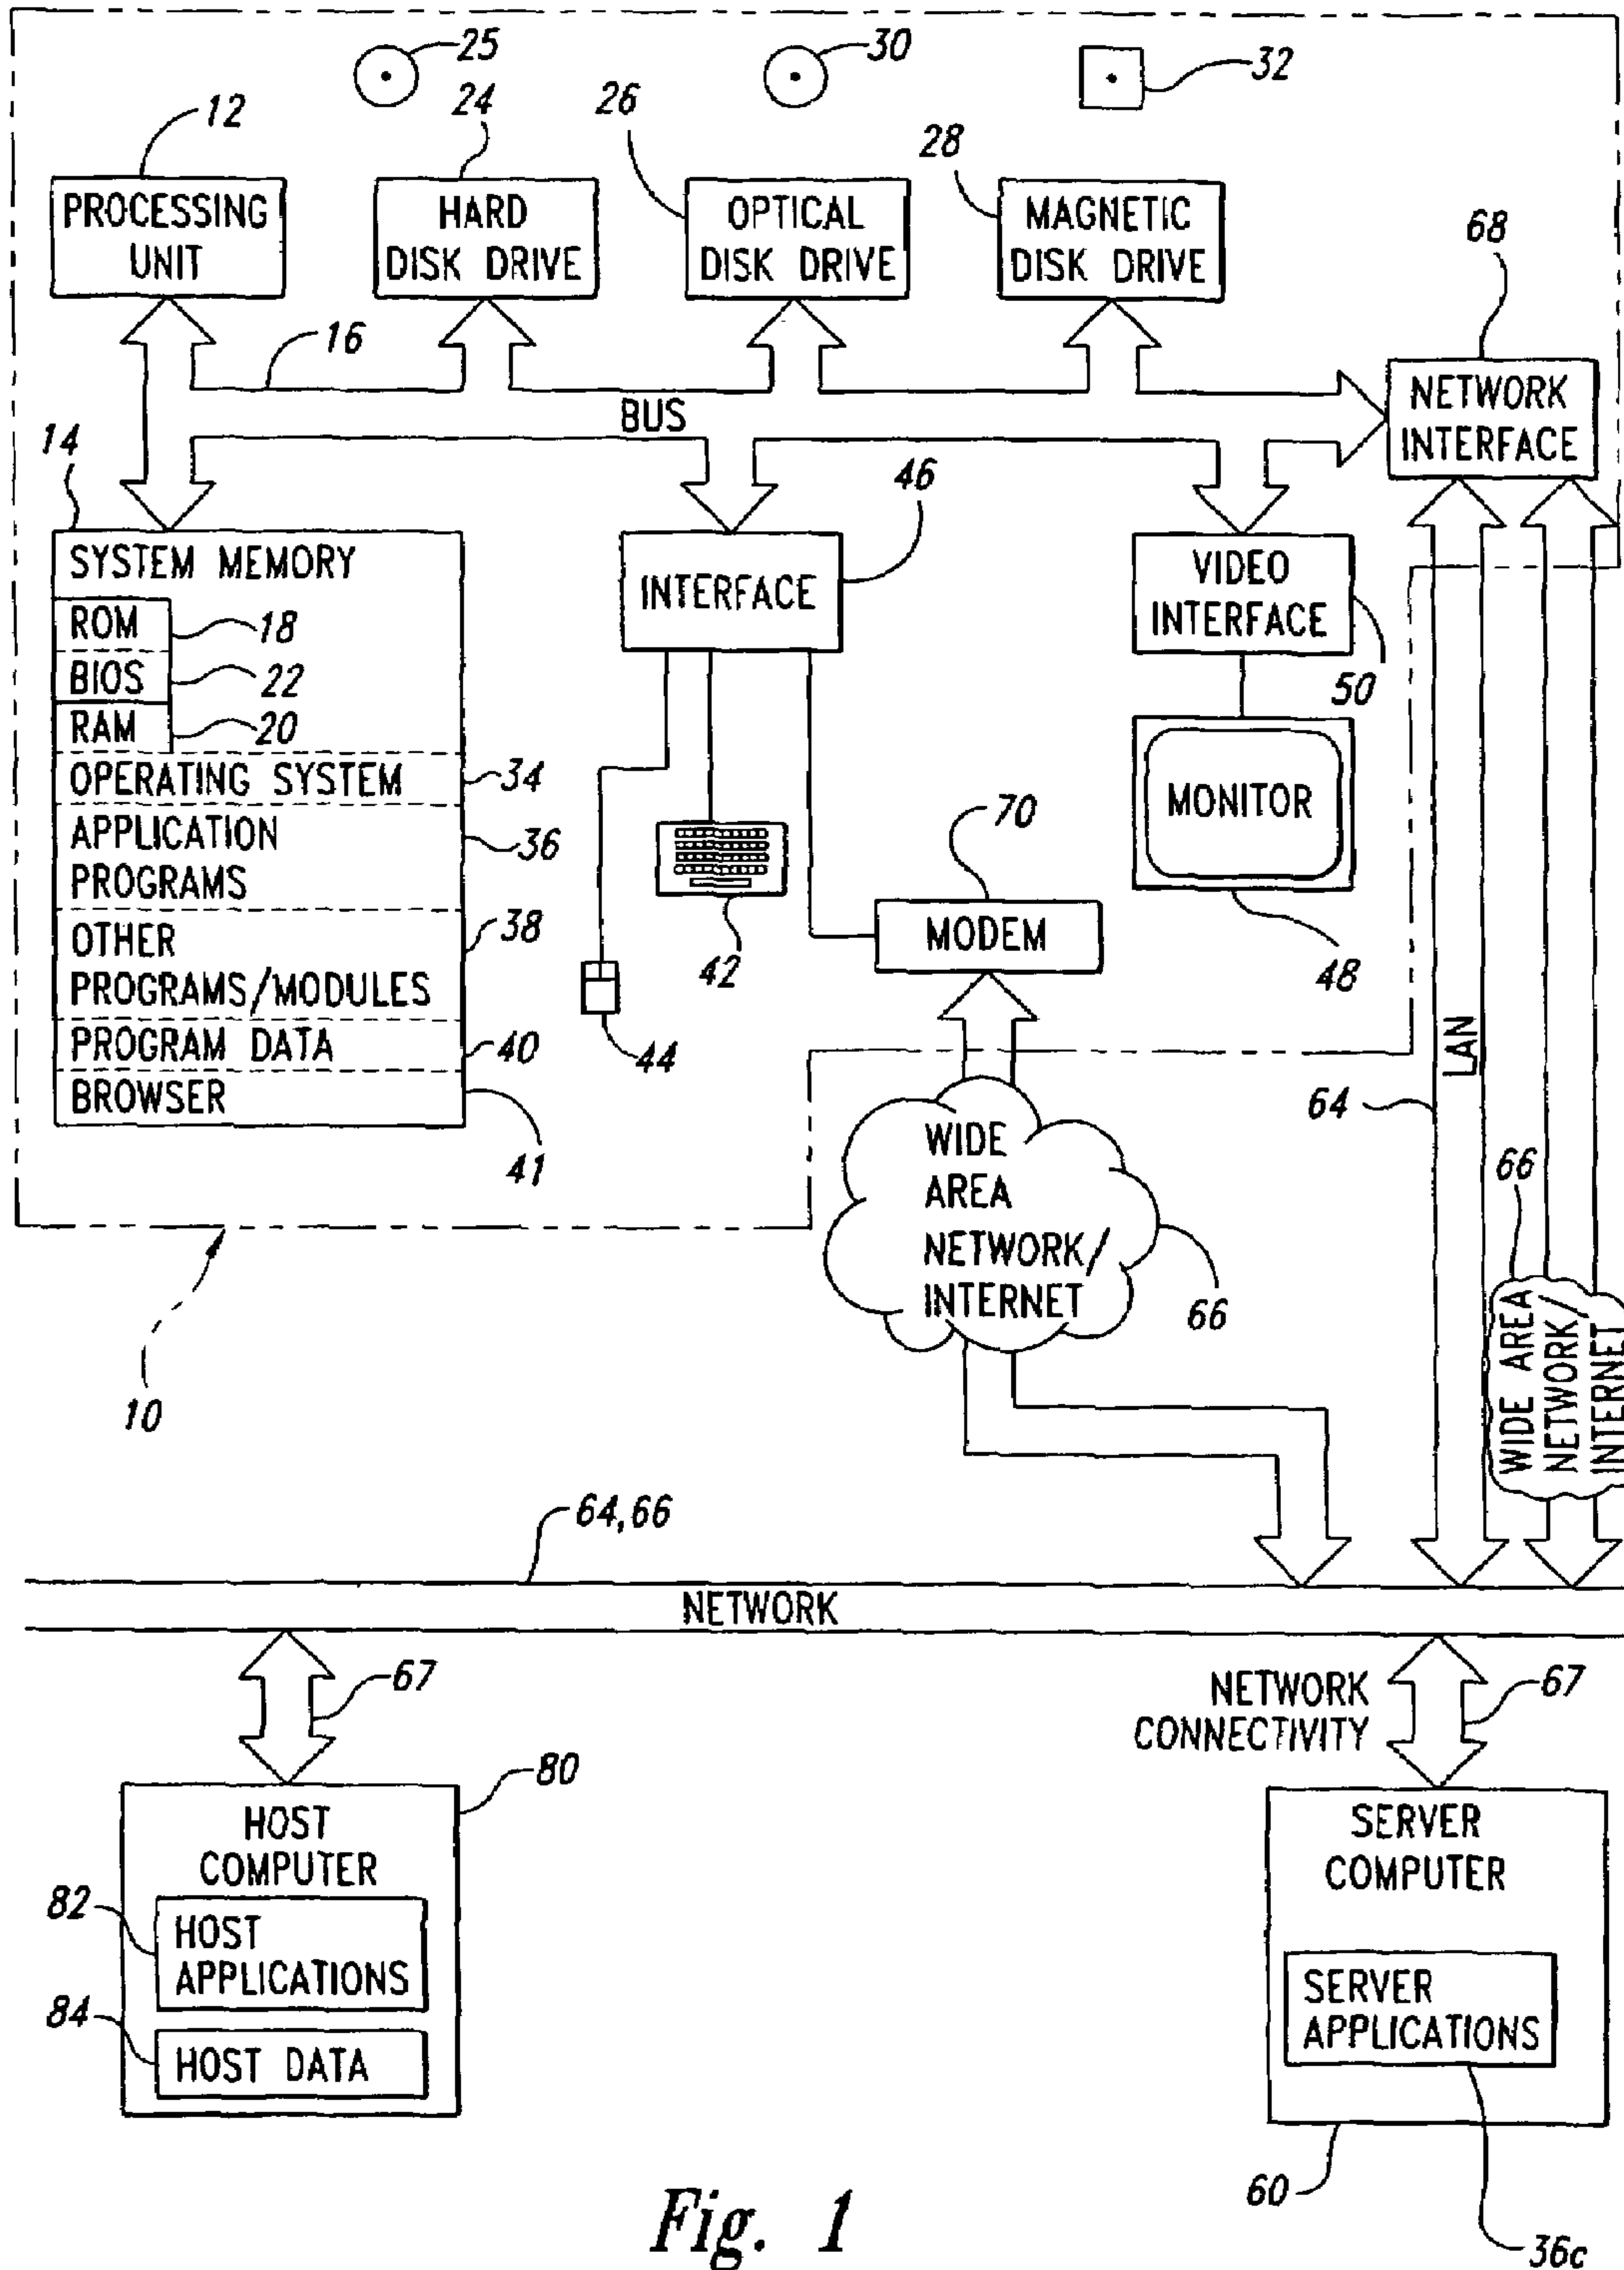 25
30
32
12
24
26
28
PROCESSING
UNIT
HARD
DISK DRIVE
OPTICAL
DISK DRIVE
MAGNETIC
DISK DRIVE
68
16
BUS
NETWORK
INTERFACE
14
46
SYSTEM MEMORY
ROM
18
BIOS
22
RAM
20
OPERATING SYSTEM
34
APPLICATION
PROGRAMS
36
OTHER
PROGRAMS/MODULES
38
PROGRAM DATA
40
BROWSER
41
INTERFACE
VIDEO
INTERFACE
50
MONITOR
48
70
MODEM
42
44
LAN
64
WIDE
AREA
NETWORK/
INTERNET
66
66
WIDE AREA
NETWORK/
INTERNET
10
64,66
NETWORK
67
NETWORK
CONNECTIVITY
67
80
HOST
COMPUTER
82
HOST
APPLICATIONS
84
HOST DATA
SERVER
COMPUTER
SERVER
APPLICATIONS
60
36c
Fig. 1